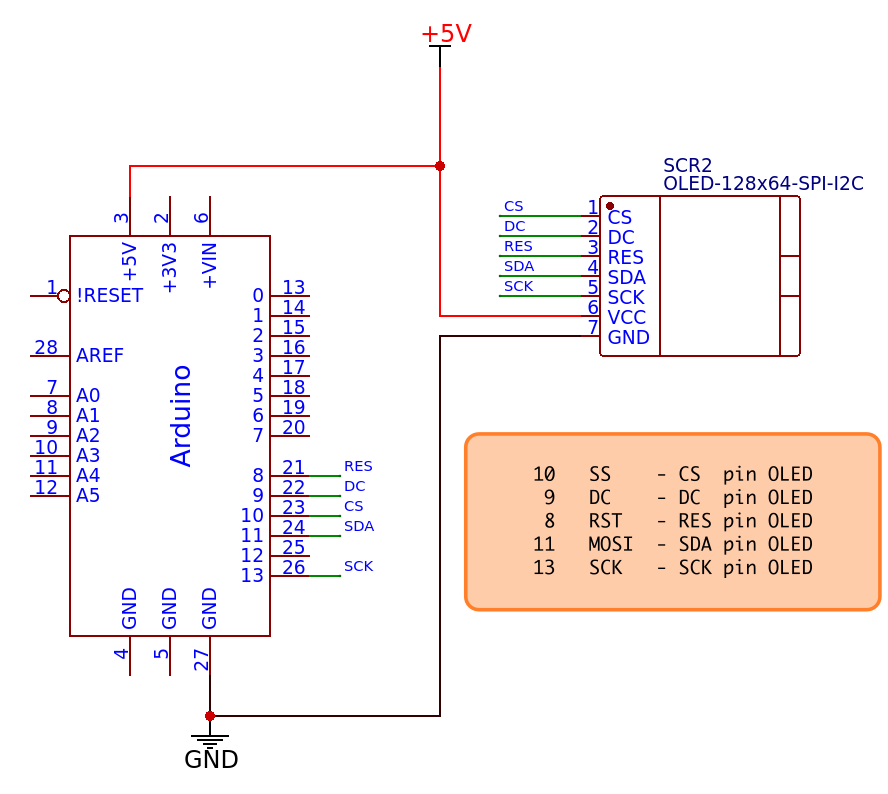 +5V
SCR2
OLED-128x64-SPI-I2C
CS 1 CS
DC 2 DC
RES 3 RES
SDA 4 SDA
SCK 5 SCK
6 VCC
7 GND
3 2 6
+5V +3V3 +VIN
1 !RESET
28 AREF
7 A0
8 A1
9 A2
10 A3
11 A4
12 A5
Arduino
0 13
1 14
2 15
3 16
4 17
5 18
6 19
7 20
8 21 RES
9 22 DC
10 23 CS
11 24 SDA
12 25
13 26 SCK
GND GND GND
4 5 27
GND
10 SS - CS pin OLED
9 DC - DC pin OLED
8 RST - RES pin OLED
11 MOSI - SDA pin OLED
13 SCK - SCK pin OLED